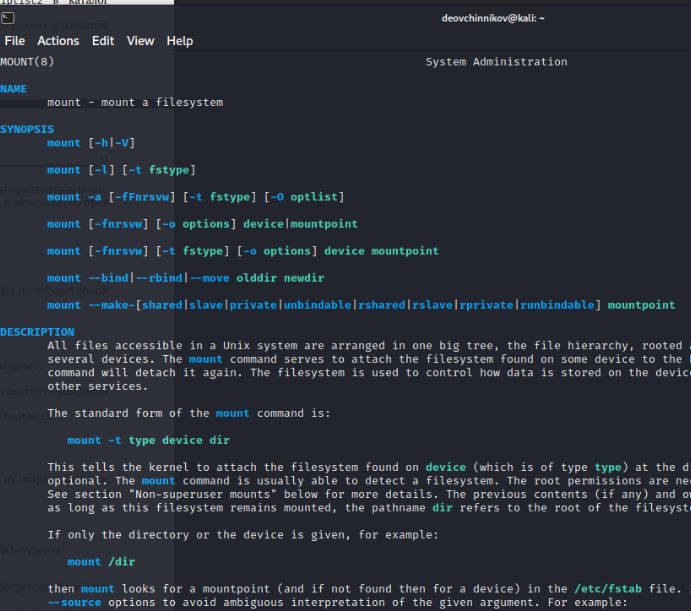 iptlist2 в каталог
deovchinnikov@kali: ~
File Actions Edit View Help
MOUNT(8) System Administration
NAME
mount - mount a filesystem
SYNOPSIS
mount [-h|-V]
mount [-l] [-t fstype]
mount -a [-fFnrsvw] [-t fstype] [-O optlist]
mount [-fnrsvw] [-o options] device|mountpoint
mount [-fnrsvw] [-t fstype] [-o options] device mountpoint
mount --bind|--rbind|--move olddir newdir
mount --make-[shared|slave|private|unbindable|rshared|rslave|rprivate|runbindable] mountpoint
DESCRIPTION
All files accessible in a Unix system are arranged in one big tree, the file hierarchy, rooted
several devices. The mount command serves to attach the filesystem found on some device to the
command will detach it again. The filesystem is used to control how data is stored on the devic
other services.
The standard form of the mount command is:
mount -t type device dir
This tells the kernel to attach the filesystem found on device (which is of type type) at the di
optional. The mount command is usually able to detect a filesystem. The root permissions are ne
See section "Non-superuser mounts" below for more details. The previous contents (if any) and ow
as long as this filesystem remains mounted, the pathname dir refers to the root of the filesyste
If only the directory or the device is given, for example:
mount /dir
then mount looks for a mountpoint (and if not found then for a device) in the /etc/fstab file.
--source options to avoid ambiguous interpretation of the given argument. For example: